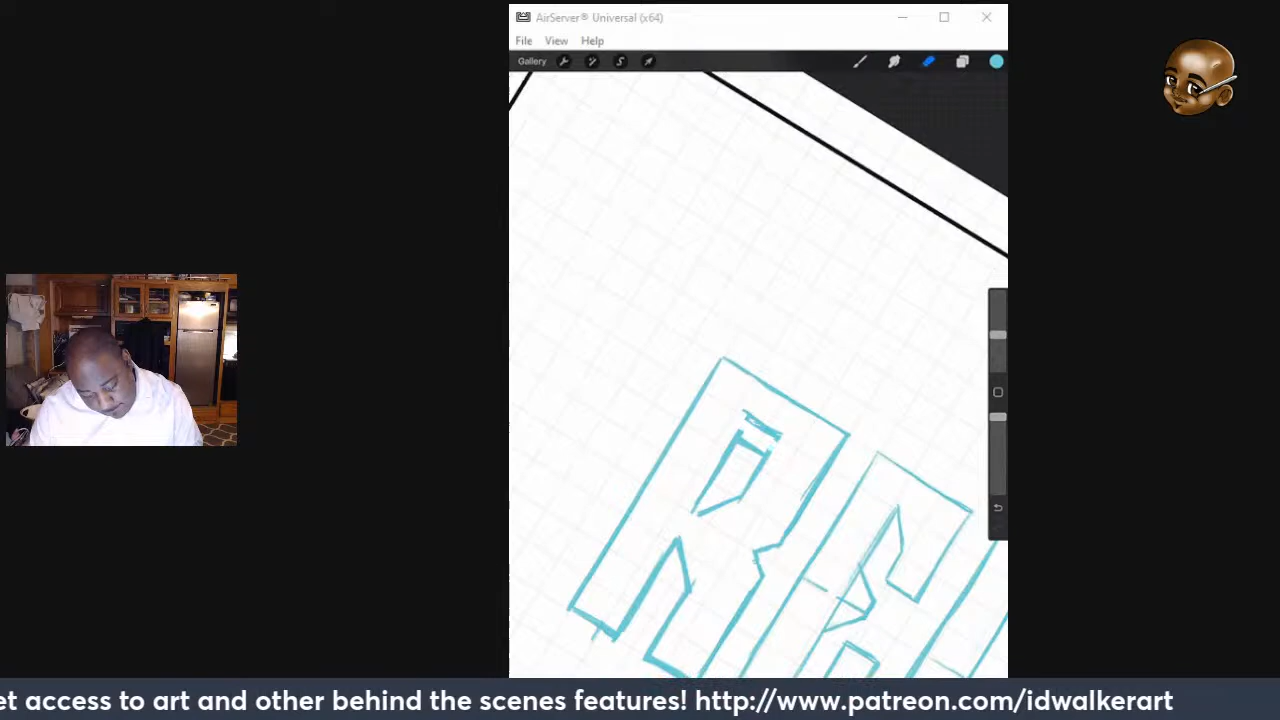 AirServer® Universal (x64)
File View Help
Gallery
et access to art and other behind the scenes features! http://www.patreon.com/idwalkerart